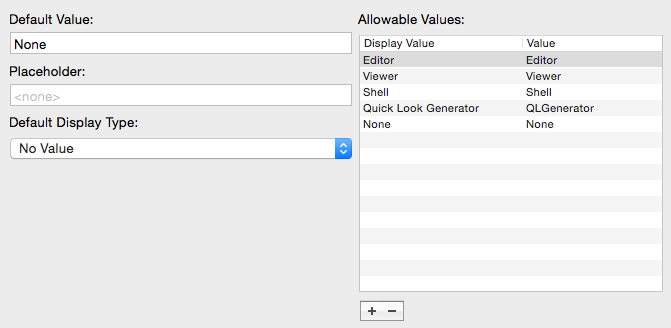 Default Value:
None
Placeholder:
<none>
Default Display Type:
No Value
Allowable Values:
Display Value Value
Editor Editor
Viewer Viewer
Shell Shell
Quick Look Generator QLGenerator
None None
+ −